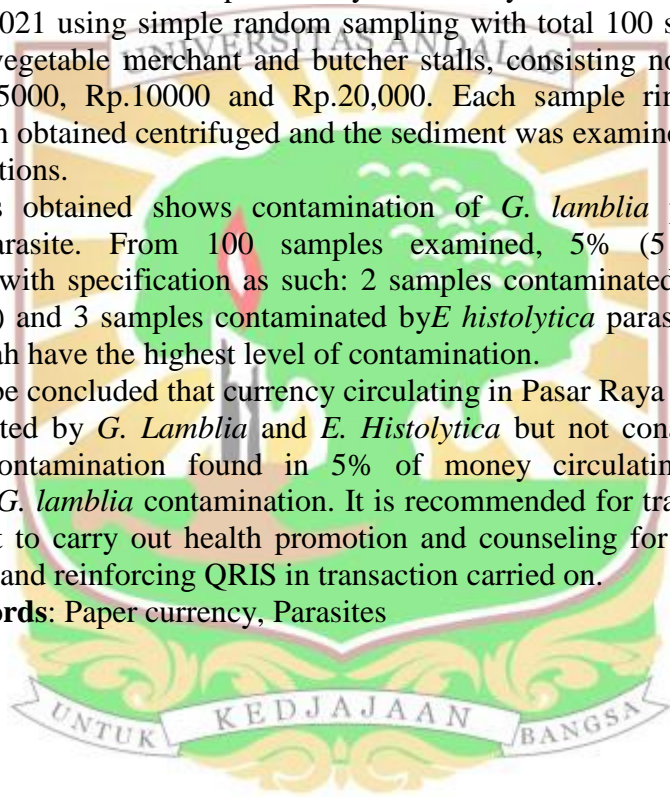 021 using simple random sampling with total 100 s
UNIVERSITAS ANDALAS
vegetable merchant and butcher stalls, consisting no
5000, Rp.10000 and Rp.20,000. Each sample rin
n obtained centrifuged and the sediment was examine
tions.
s obtained shows contamination of G. lamblia
arasite. From 100 samples examined, 5% (5
with specification as such: 2 samples contaminated
) and 3 samples contaminated byE histolytica paras
ah have the highest level of contamination.
be concluded that currency circulating in Pasar Raya
ted by G. Lamblia and E. Histolytica but not con
ontamination found in 5% of money circulatin
G. lamblia contamination. It is recommended for tra
t to carry out health promotion and counseling for
and reinforcing QRIS in transaction carried on.
ords: Paper currency, Parasites
UNTUK KEDJAJAAN BANGSA